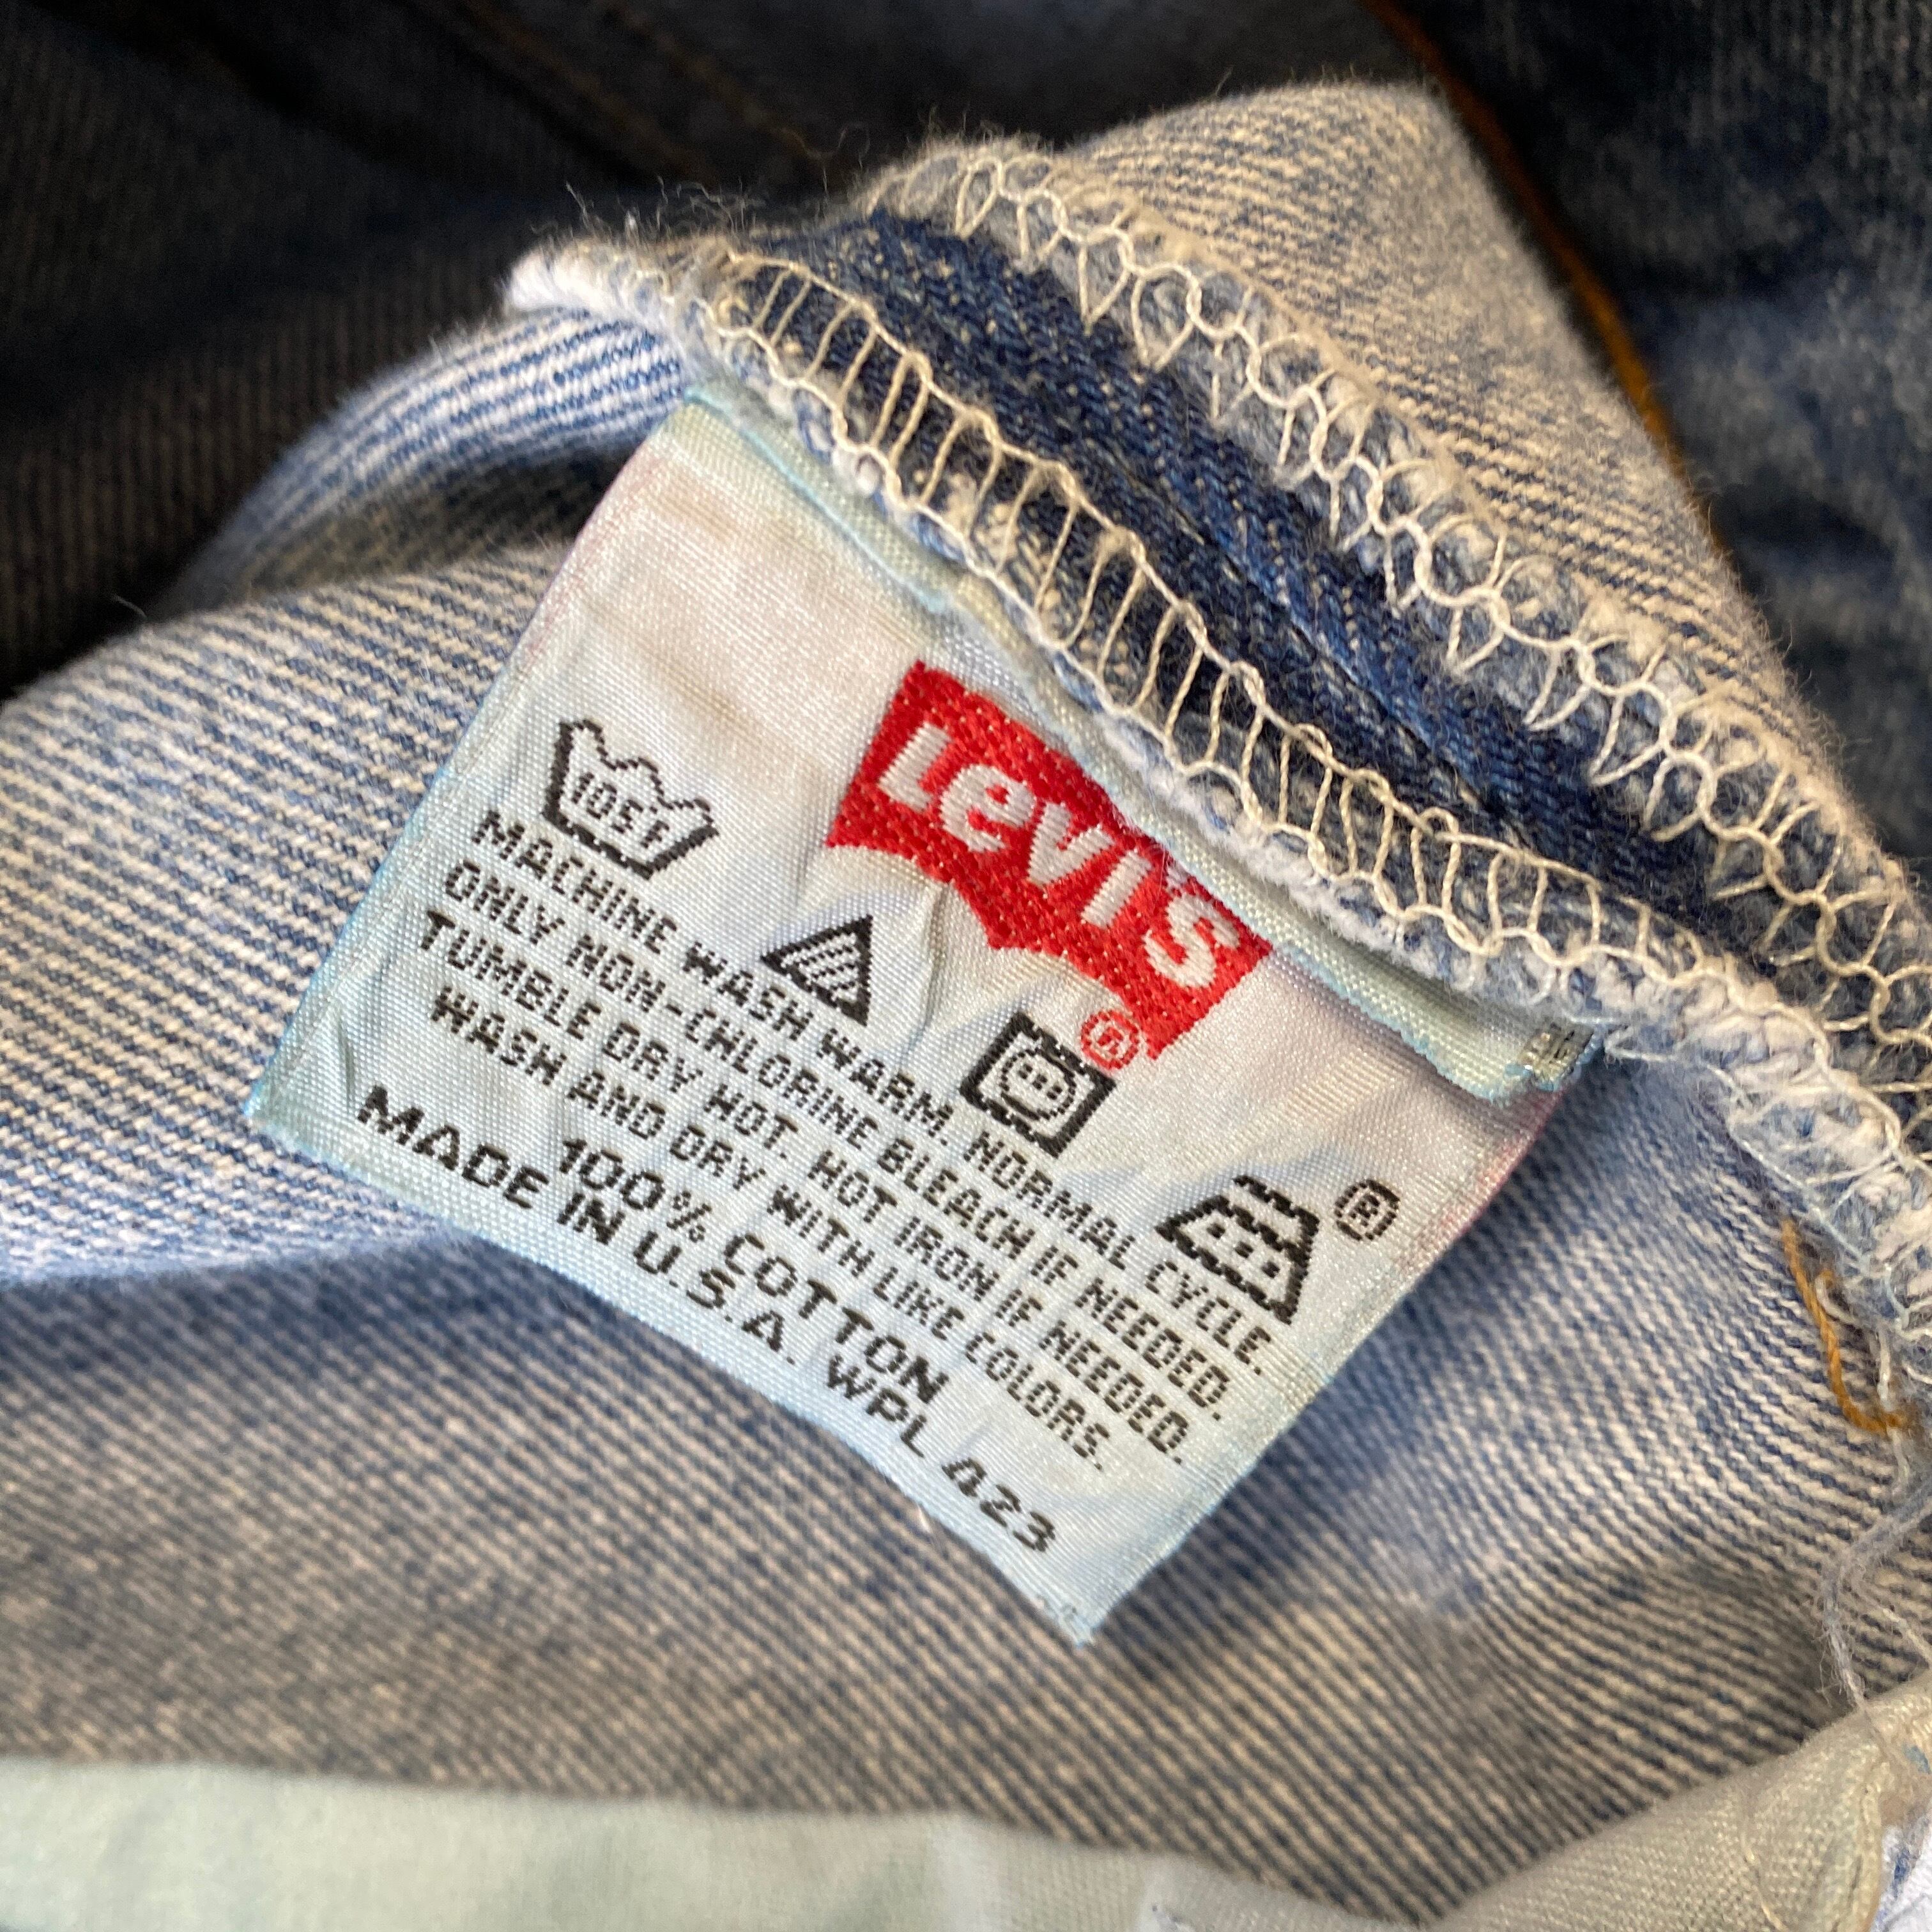 Levi's ®
105F
®
MACHINE WASH WARM. NORMAL CYCLE.
ONLY NON-CHLORINE BLEACH IF NEEDED.
TUMBLE DRY HOT. HOT IRON IF NEEDED.
WASH AND DRY WITH LIKE COLORS.
100% COTTON
MADE IN U.S.A. WPL 423